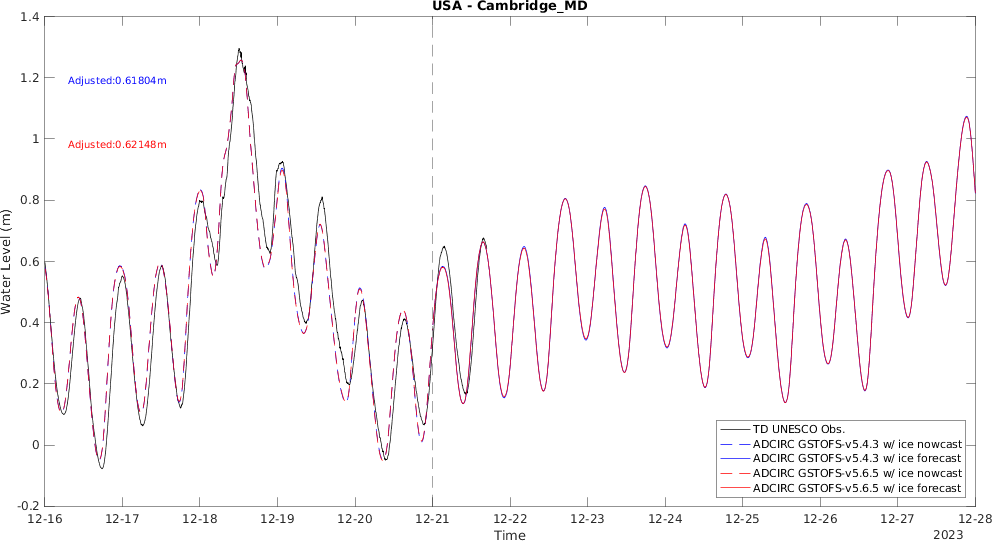 USA - Cambridge_MD
1.4
1.2
1
0.8
0.6
0.4
0.2
0
-0.2
Water Level (m)
Adjusted:0.61804m
Adjusted:0.62148m
TD UNESCO Obs.
ADCIRC GSTOFS-v5.4.3 w/ ice nowcast
ADCIRC GSTOFS-v5.4.3 w/ ice forecast
ADCIRC GSTOFS-v5.6.5 w/ ice nowcast
ADCIRC GSTOFS-v5.6.5 w/ ice forecast
12-16 12-17 12-18 12-19 12-20 12-21 12-22 12-23 12-24 12-25 12-26 12-27 12-28
Time
2023